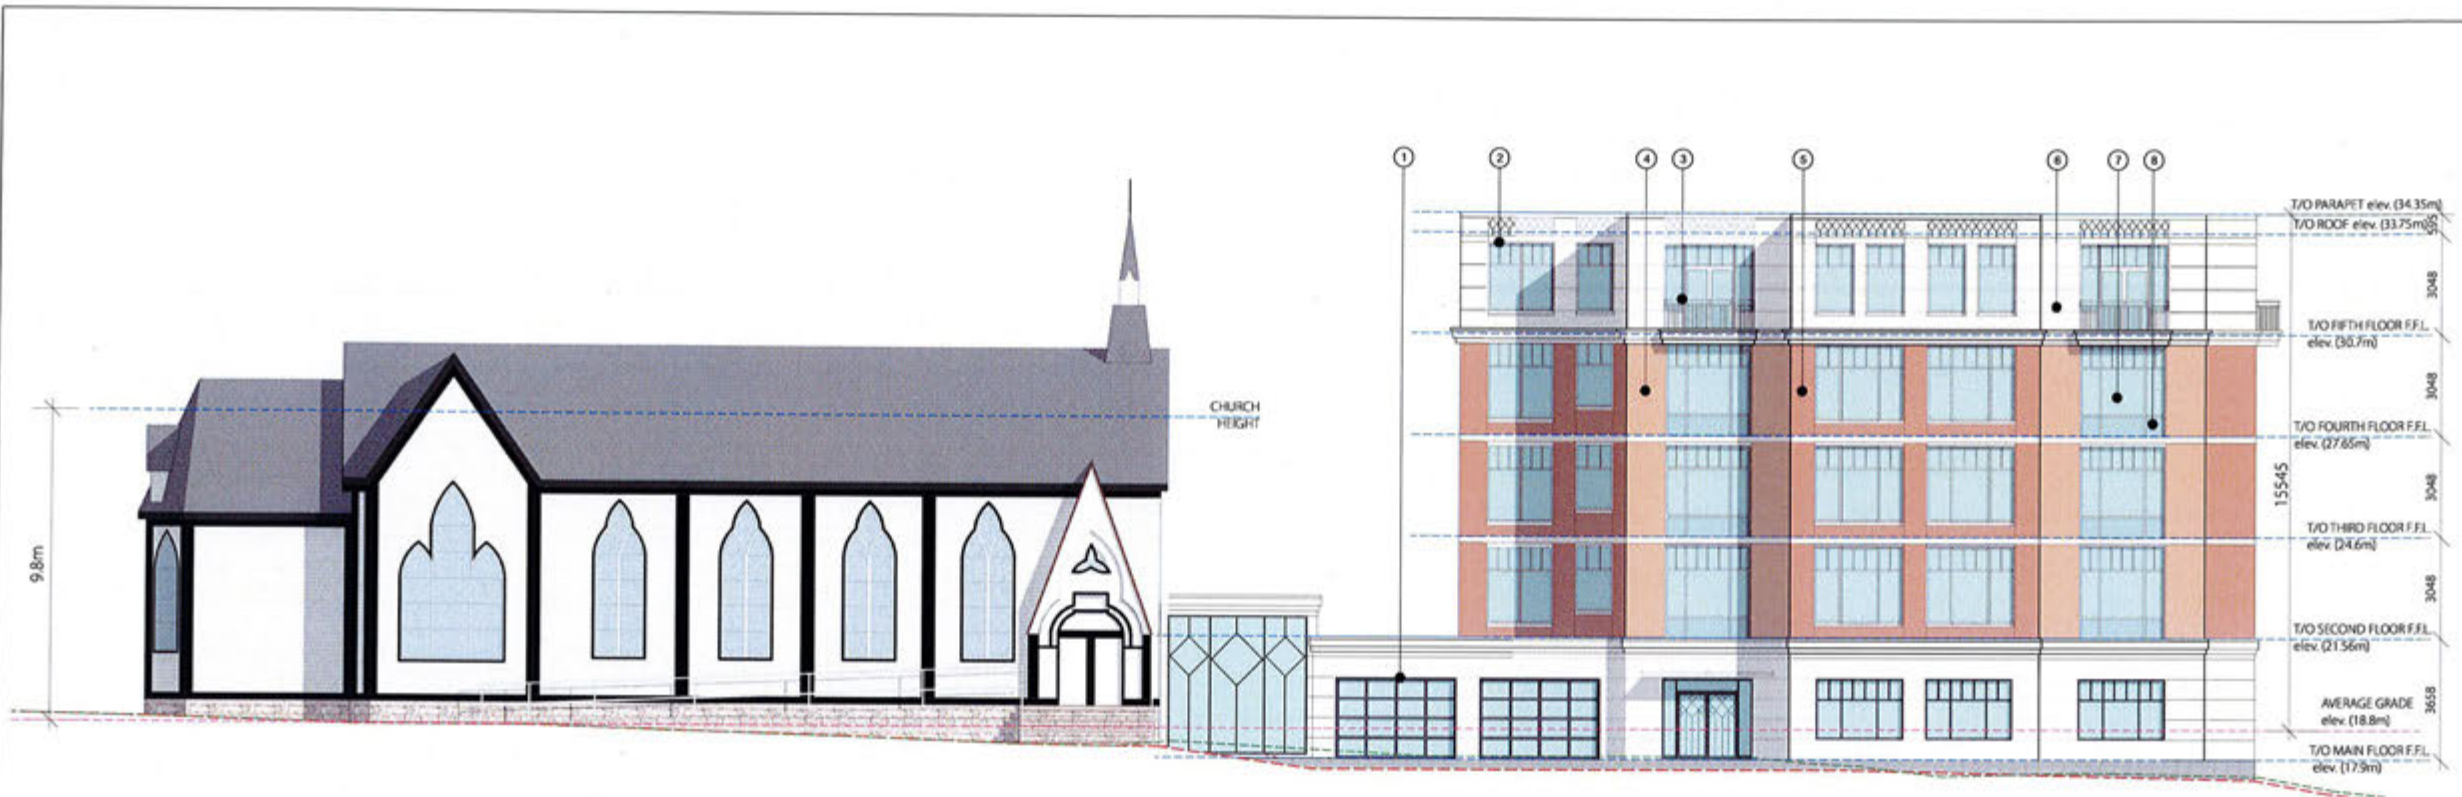 1
2
4
3
5
6
7
8
T/O PARAPET elev. (34.35m)
595
T/O ROOF elev. (33.75m)
3048
T/O FIFTH FLOOR F.F.L.
elev. (30.7m)
CHURCH
HEIGHT
3048
T/O FOURTH FLOOR F.F.L.
elev. (27.65m)
15545
3048
T/O THIRD FLOOR F.F.L.
elev. (24.6m)
9.8m
3048
T/O SECOND FLOOR F.F.L.
elev. (21.56m)
3658
AVERAGE GRADE
elev. (18.8m)
T/O MAIN FLOOR F.F.L.
elev. (17.9m)